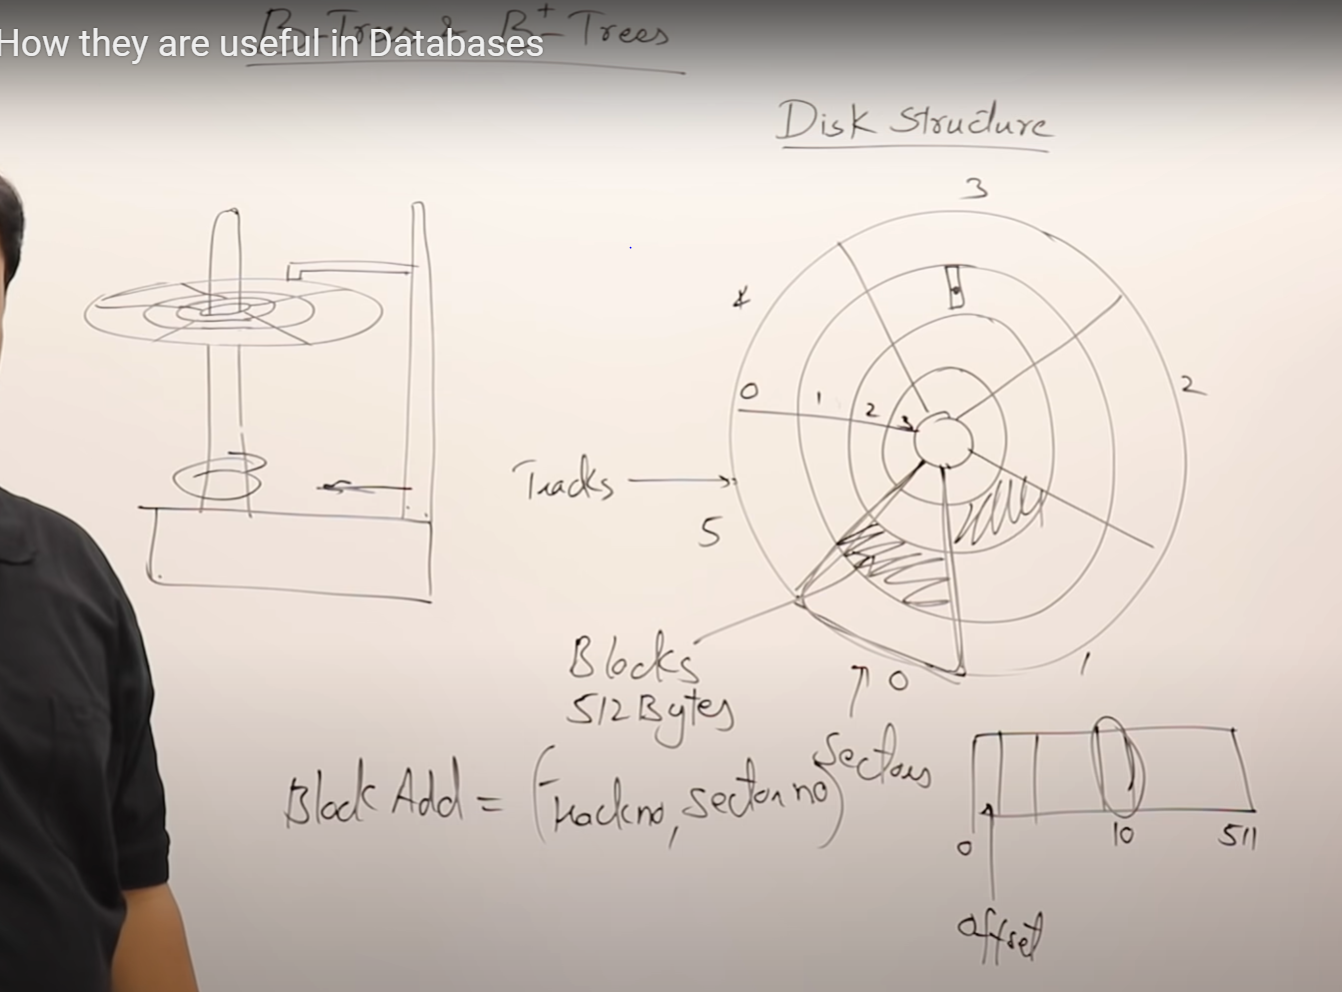 B-Trees & B+ Trees
How they are useful in Databases
Disk Structure
3
4
0 1 2 3
2
Tracks
5
Blocks
512 Bytes
0
1
Sectors
Block Add = (Track no, sector no)
0 10 511
offset